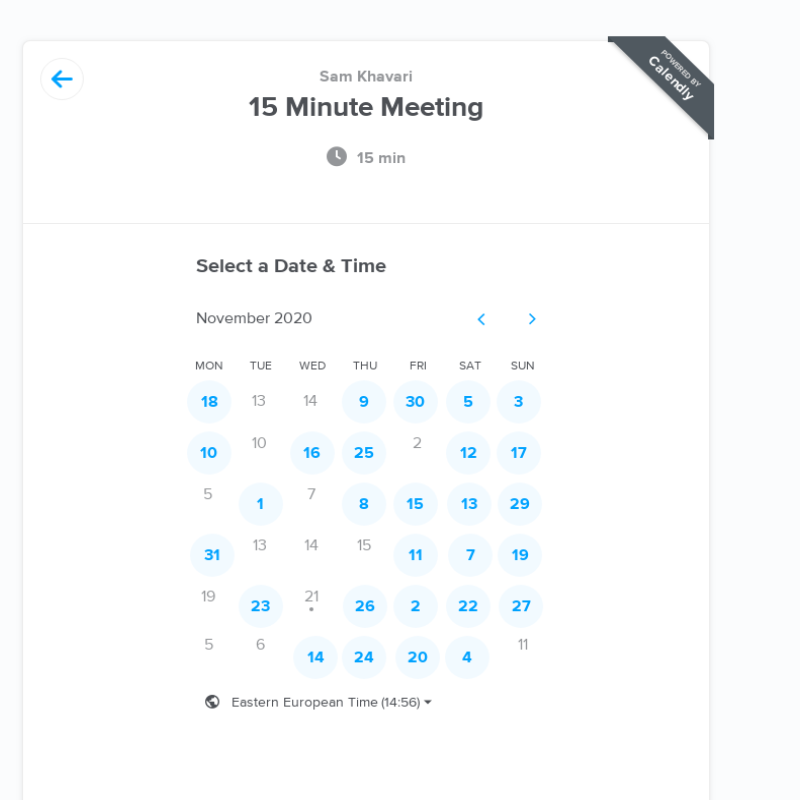 Sam Khavari
POWERED BY
Calendly
15 Minute Meeting
15 min
Select a Date & Time
November 2020
MON TUE WED THU FRI SAT SUN
18 13 14 9 30 5 3
10 10 16 25 2 12 17
5 1 7 8 15 13 29
31 13 14 15 11 7 19
19 23 21 26 2 22 27
5 6 14 24 20 4 11
Eastern European Time (14:56)